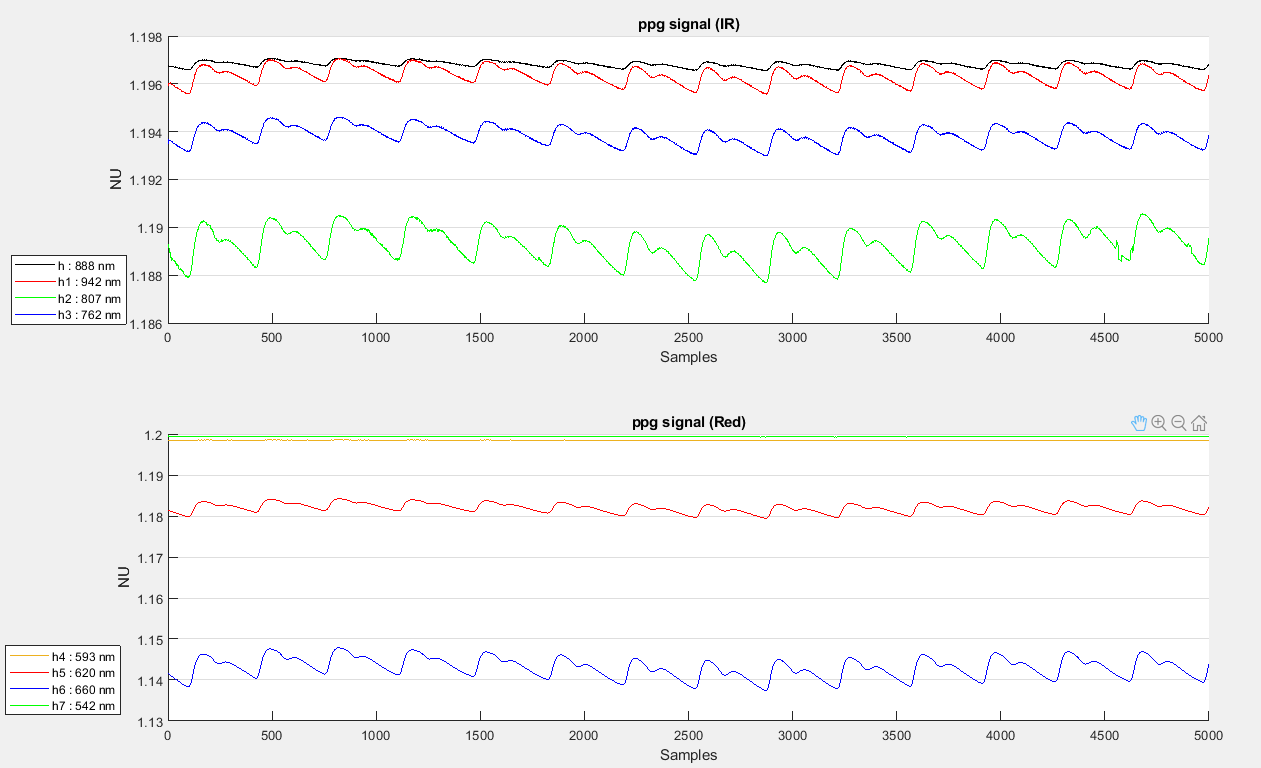 ppg signal (IR)
1.198
1.196
1.194
1.192
1.19
1.188
1.186
NU
h : 888 nm
h1 : 942 nm
h2 : 807 nm
h3 : 762 nm
0 500 1000 1500 2000 2500 3000 3500 4000 4500 5000
Samples
ppg signal (Red)
1.2
1.19
1.18
1.17
1.16
1.15
1.14
1.13
NU
h4 : 593 nm
h5 : 620 nm
h6 : 660 nm
h7 : 542 nm
0 500 1000 1500 2000 2500 3000 3500 4000 4500 5000
Samples